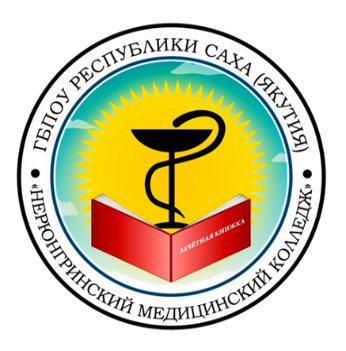 ГБПОУ РЕСПУБЛИКИ САХА (ЯКУТИЯ)
«НЕРЮНГРИНСКИЙ МЕДИЦИНСКИЙ КОЛЛЕДЖ»
ЗАЧЁТНАЯ КНИЖКА